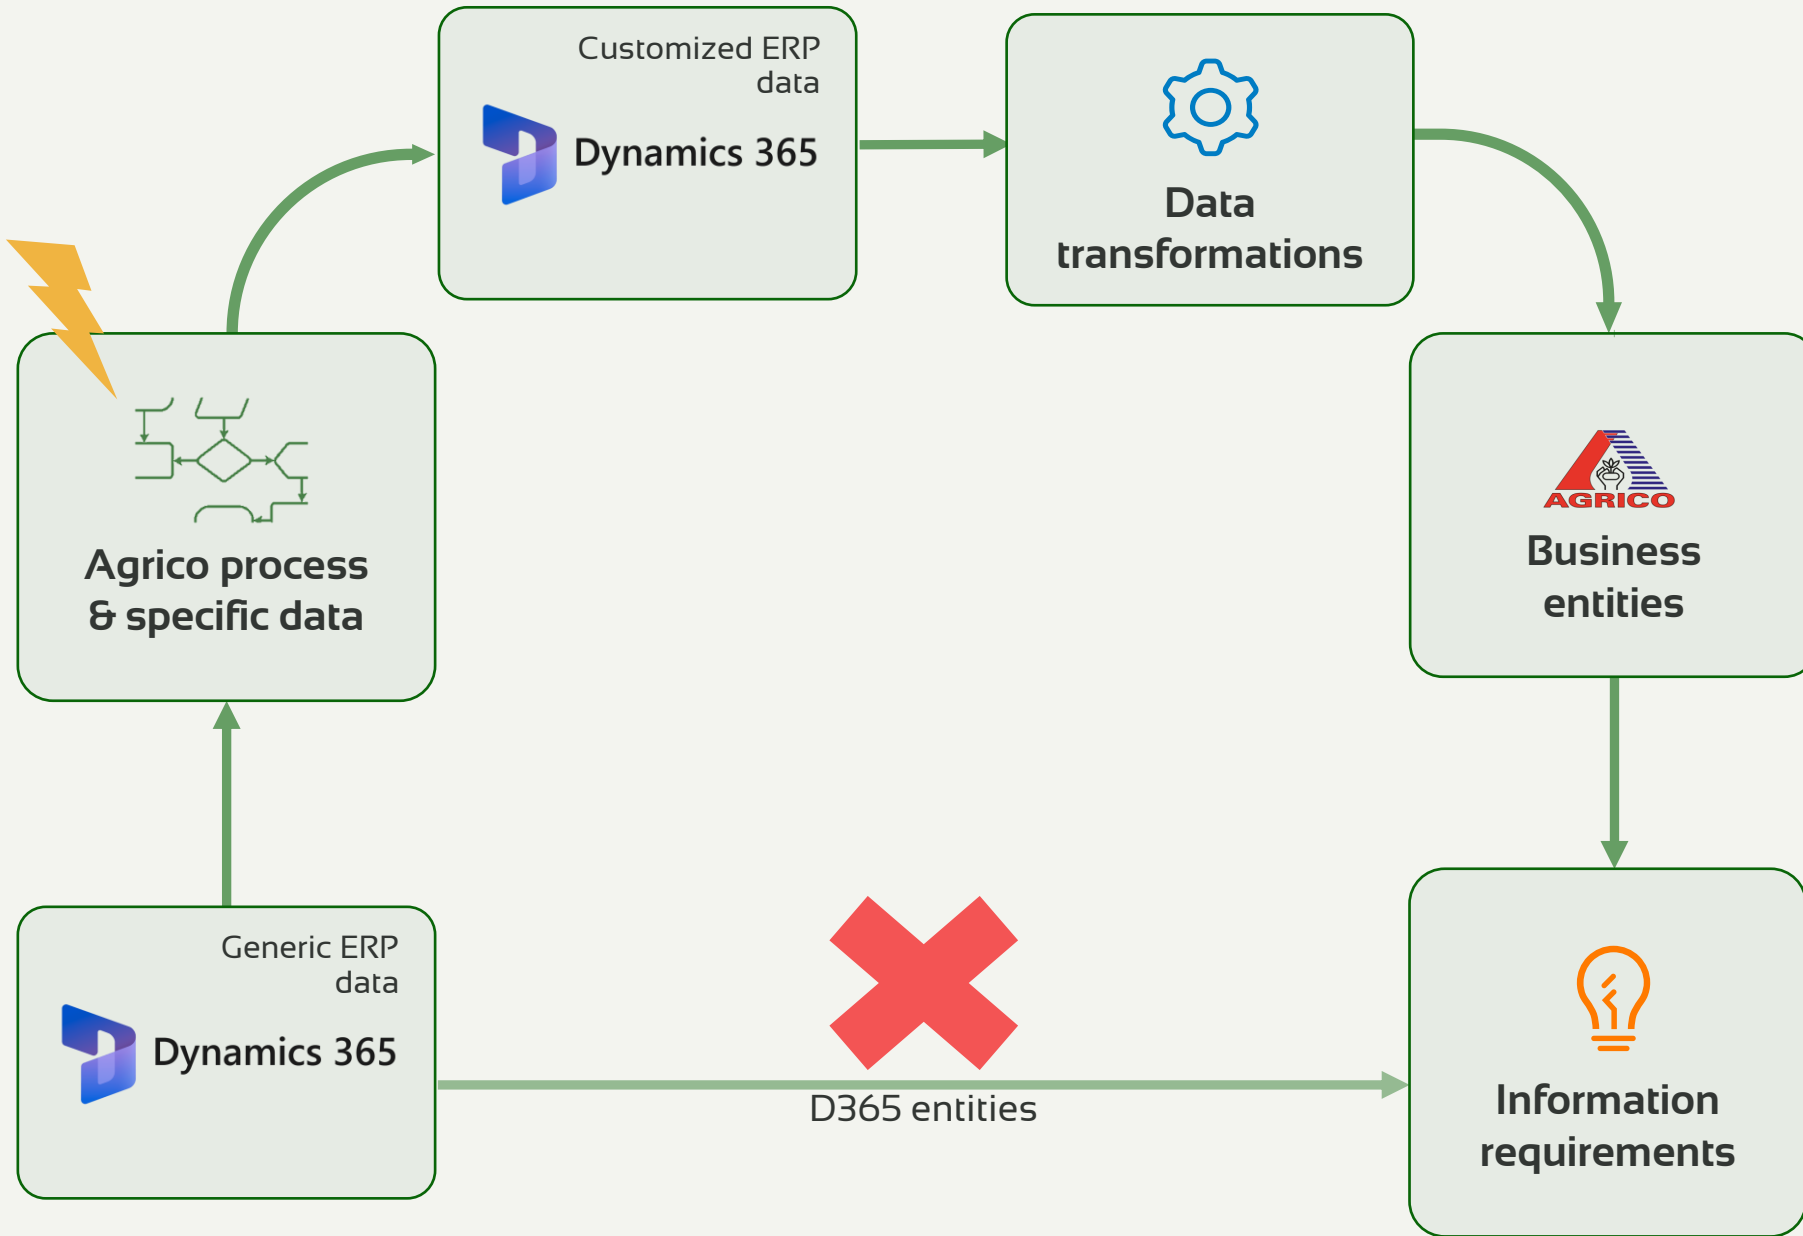 Customized ERP
data
Dynamics 365
Data
transformations
Agrico process
& specific data
AGRICO
Business
entities
Generic ERP
data
Dynamics 365
D365 entities
Information
requirements